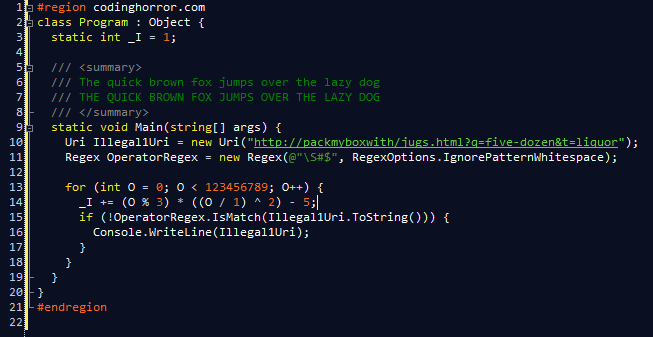 1 #region codinghorror.com
2 class Program : Object {
3 static int _I = 1;
4
5 /// <summary>
6 /// The quick brown fox jumps over the lazy dog
7 /// THE QUICK BROWN FOX JUMPS OVER THE LAZY DOG
8 /// </summary>
9 static void Main(string[] args) {
10 Uri Illegal1Uri = new Uri("http://packmyboxwith/jugs.html?q=five-dozen&t=liquor");
11 Regex OperatorRegex = new Regex(@"\S#$", RegexOptions.IgnorePatternWhitespace);
12
13 for (int O = 0; O < 123456789; O++) {
14 _I += (O % 3) * ((O / 1) ^ 2) - 5;
15 if (!OperatorRegex.IsMatch(Illegal1Uri.ToString())) {
16 Console.WriteLine(Illegal1Uri);
17 }
18 }
19 }
20 }
21 #endregion
22